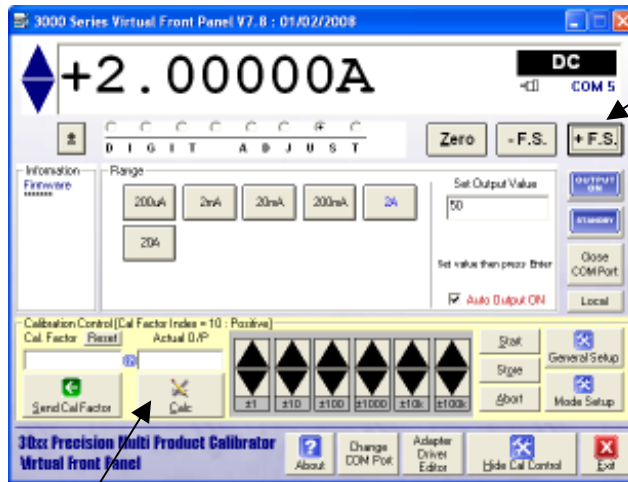 3000 Series Virtual Front Panel V7.8 : 01/02/2008
+2.00000A
DC
COM 5
±
DIGIT ADJUST
Zero
- F.S.
+ F.S.
Information
Firmware
Range
200uA
2mA
20mA
200mA
2A
20A
Set Output Value
50
Set value then press Enter
Auto Output ON
OUTPUT ON
STANDBY
Close COM Port
Local
Calibration Control [Cal Factor Index = 10 : Positive]
Cal. Factor
Reset
Actual O/P
Send Cal Factor
Calc
±1
±10
±100
±1000
±10k
±100k
Start
Store
Abort
General Setup
Mode Setup
30xx Precision Multi Product Calibrator
Virtual Front Panel
About
Change COM Port
Adapter Driver Editor
Hide Cal Control
Exit